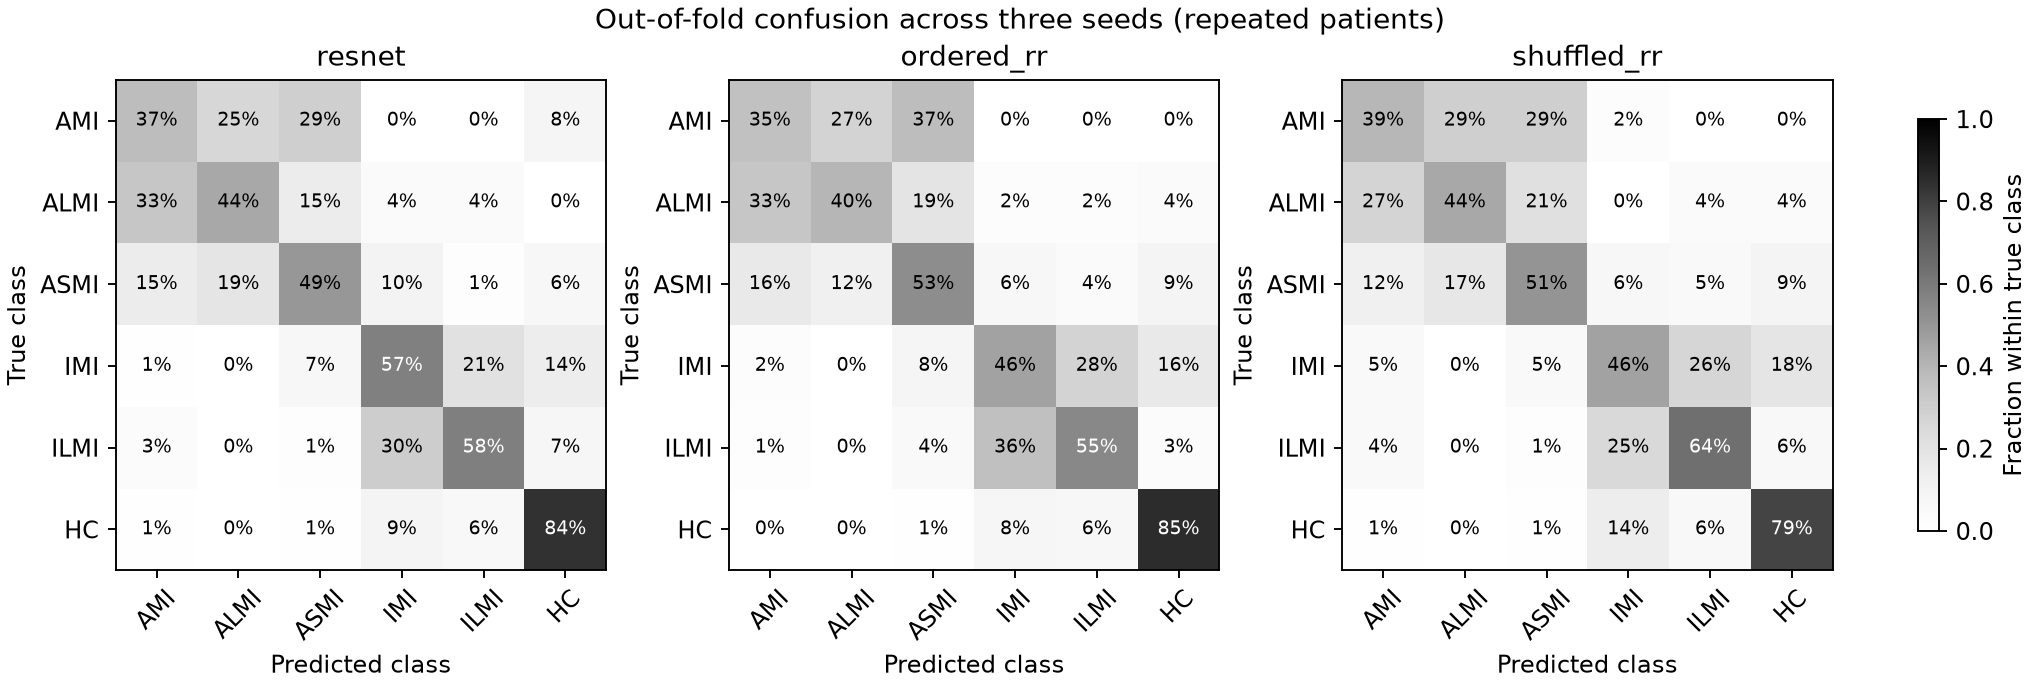 Out-of-fold confusion across three seeds (repeated patients)
resnet
True class
AMI 37% 25% 29% 0% 0% 8%
ALMI 33% 44% 15% 4% 4% 0%
ASMI 15% 19% 49% 10% 1% 6%
IMI 1% 0% 7% 57% 21% 14%
ILMI 3% 0% 1% 30% 58% 7%
HC 1% 0% 1% 9% 6% 84%
AMI ALMI ASMI IMI ILMI HC
Predicted class
ordered_rr
True class
AMI 35% 27% 37% 0% 0% 0%
ALMI 33% 40% 19% 2% 2% 4%
ASMI 16% 12% 53% 6% 4% 9%
IMI 2% 0% 8% 46% 28% 16%
ILMI 1% 0% 4% 36% 55% 3%
HC 0% 0% 1% 8% 6% 85%
AMI ALMI ASMI IMI ILMI HC
Predicted class
shuffled_rr
True class
AMI 39% 29% 29% 2% 0% 0%
ALMI 27% 44% 21% 0% 4% 4%
ASMI 12% 17% 51% 6% 5% 9%
IMI 5% 0% 5% 46% 26% 18%
ILMI 4% 0% 1% 25% 64% 6%
HC 1% 0% 1% 14% 6% 79%
AMI ALMI ASMI IMI ILMI HC
Predicted class
1.0
0.8
0.6
0.4
0.2
0.0
Fraction within true class